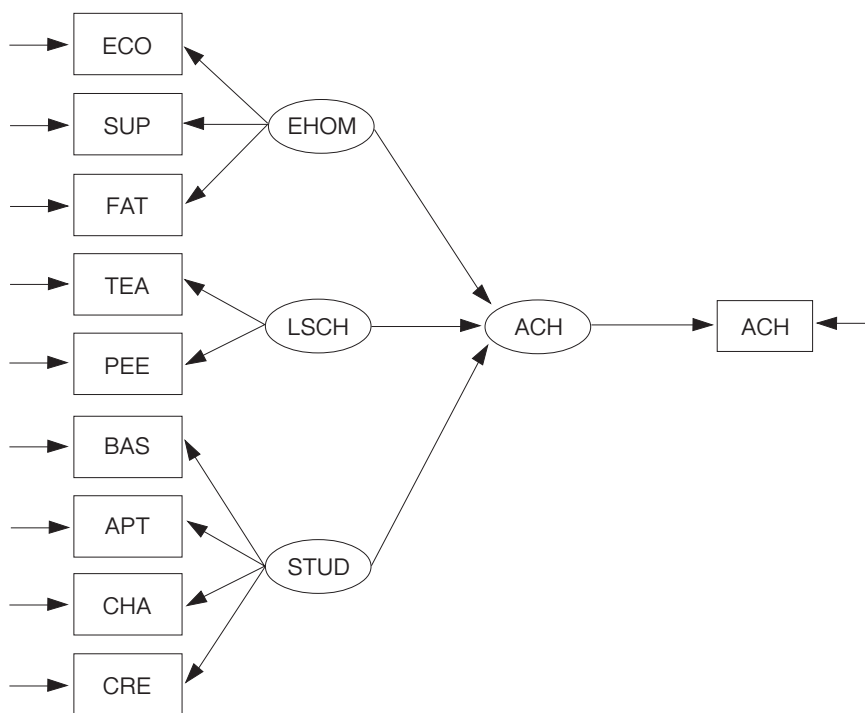 ECO
SUP
EHOM
FAT
TEA
LSCH
ACH
ACH
PEE
BAS
APT
STUD
CHA
CRE